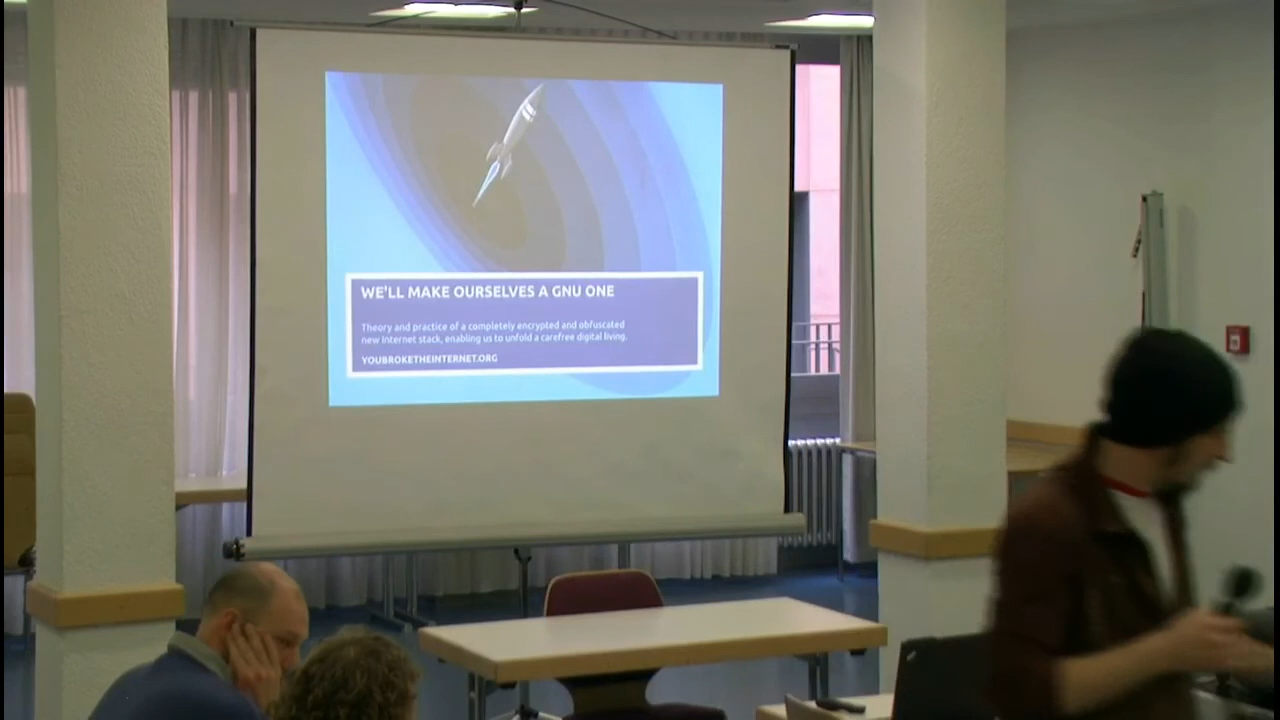 WE'LL MAKE OURSELVES A GNU ONE
Theory and practice of a completely encrypted and obfuscated
new Internet stack, enabling us to unfold a carefree digital living.
YOUBROKETHEINTERNET.ORG